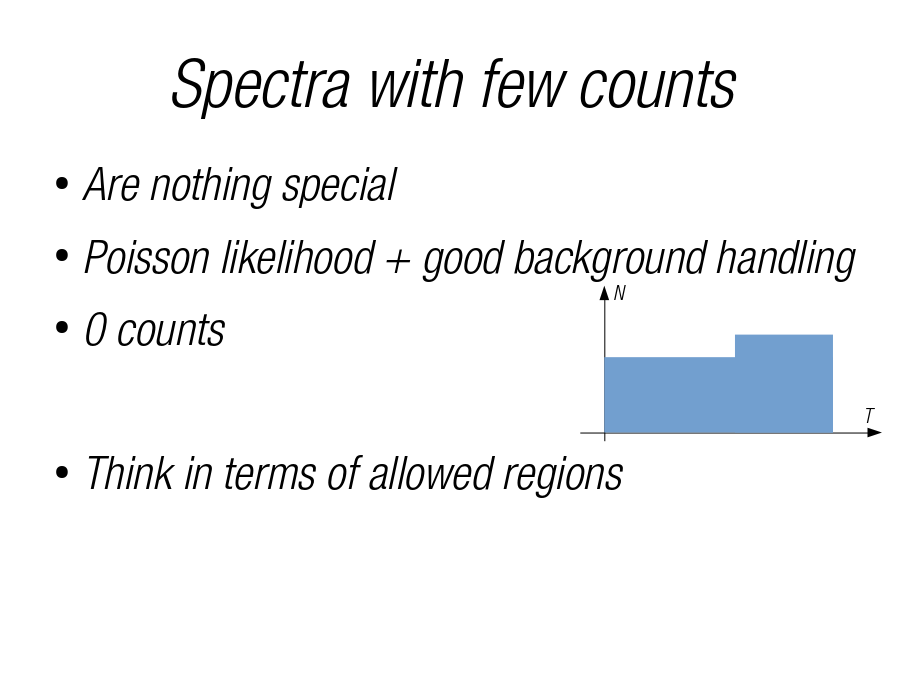 Spectra with few counts
• Are nothing special
• Poisson likelihood + good background handling
N
• 0 counts
T
• Think in terms of allowed regions